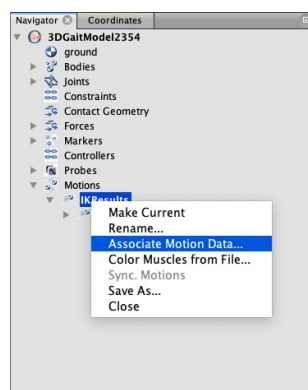 Navigator Coordinates
3DGaitModel2354
ground
Bodies
Joints
Constraints
Contact Geometry
Forces
Markers
Controllers
Probes
Motions
IKResults
Make Current
Rename...
Associate Motion Data...
Color Muscles from File...
Sync. Motions
Save As...
Close